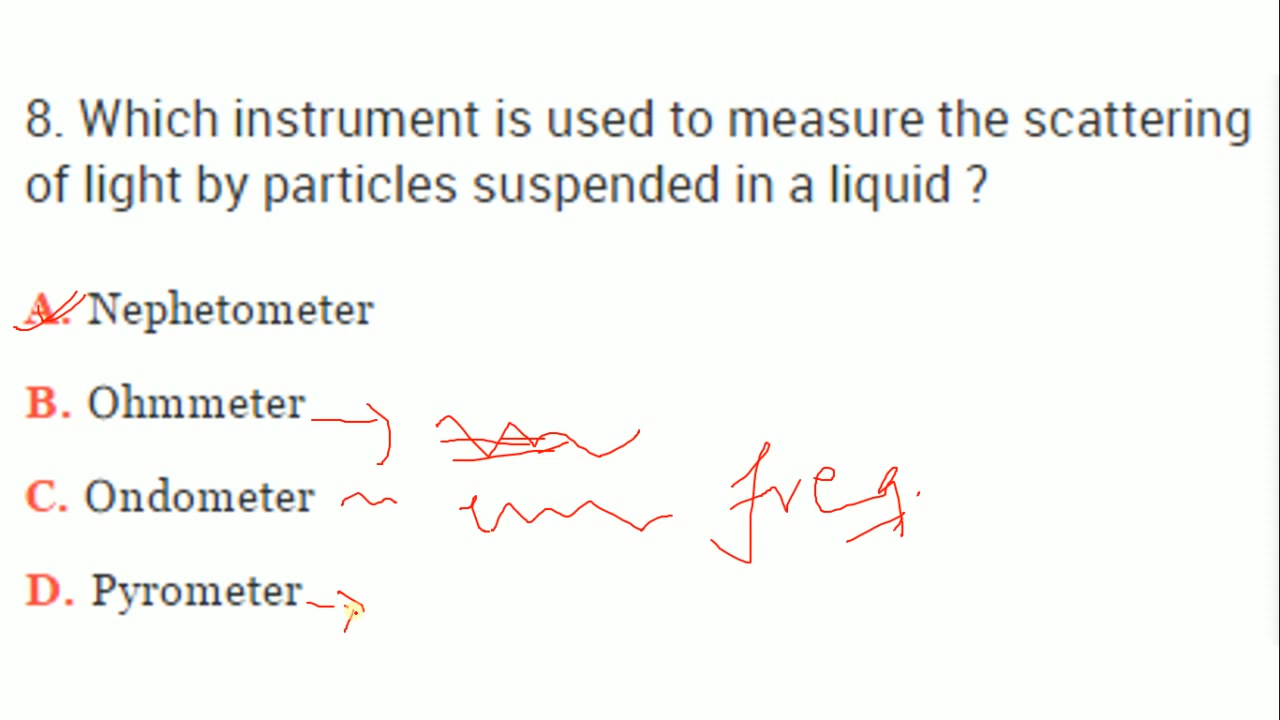 8. Which instrument is used to measure the scattering
of light by particles suspended in a liquid ?
A. Nephetometer
B. Ohmmeter
C. Ondometer
freq.
D. Pyrometer